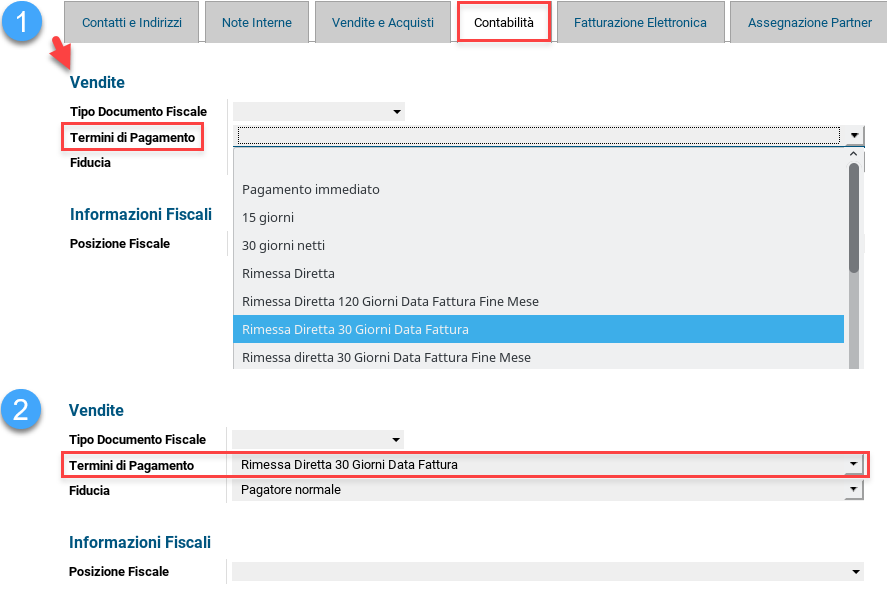 1
Contatti e Indirizzi Note Interne Vendite e Acquisti Contabilità Fatturazione Elettronica Assegnazione Partner
Vendite
Tipo Documento Fiscale
Termini di Pagamento
Fiducia
Pagamento immediato
15 giorni
30 giorni netti
Rimessa Diretta
Rimessa Diretta 120 Giorni Data Fattura Fine Mese
Rimessa Diretta 30 Giorni Data Fattura
Rimessa diretta 30 Giorni Data Fattura Fine Mese
Informazioni Fiscali
Posizione Fiscale
2
Vendite
Tipo Documento Fiscale
Termini di Pagamento Rimessa Diretta 30 Giorni Data Fattura
Fiducia Pagatore normale
Informazioni Fiscali
Posizione Fiscale